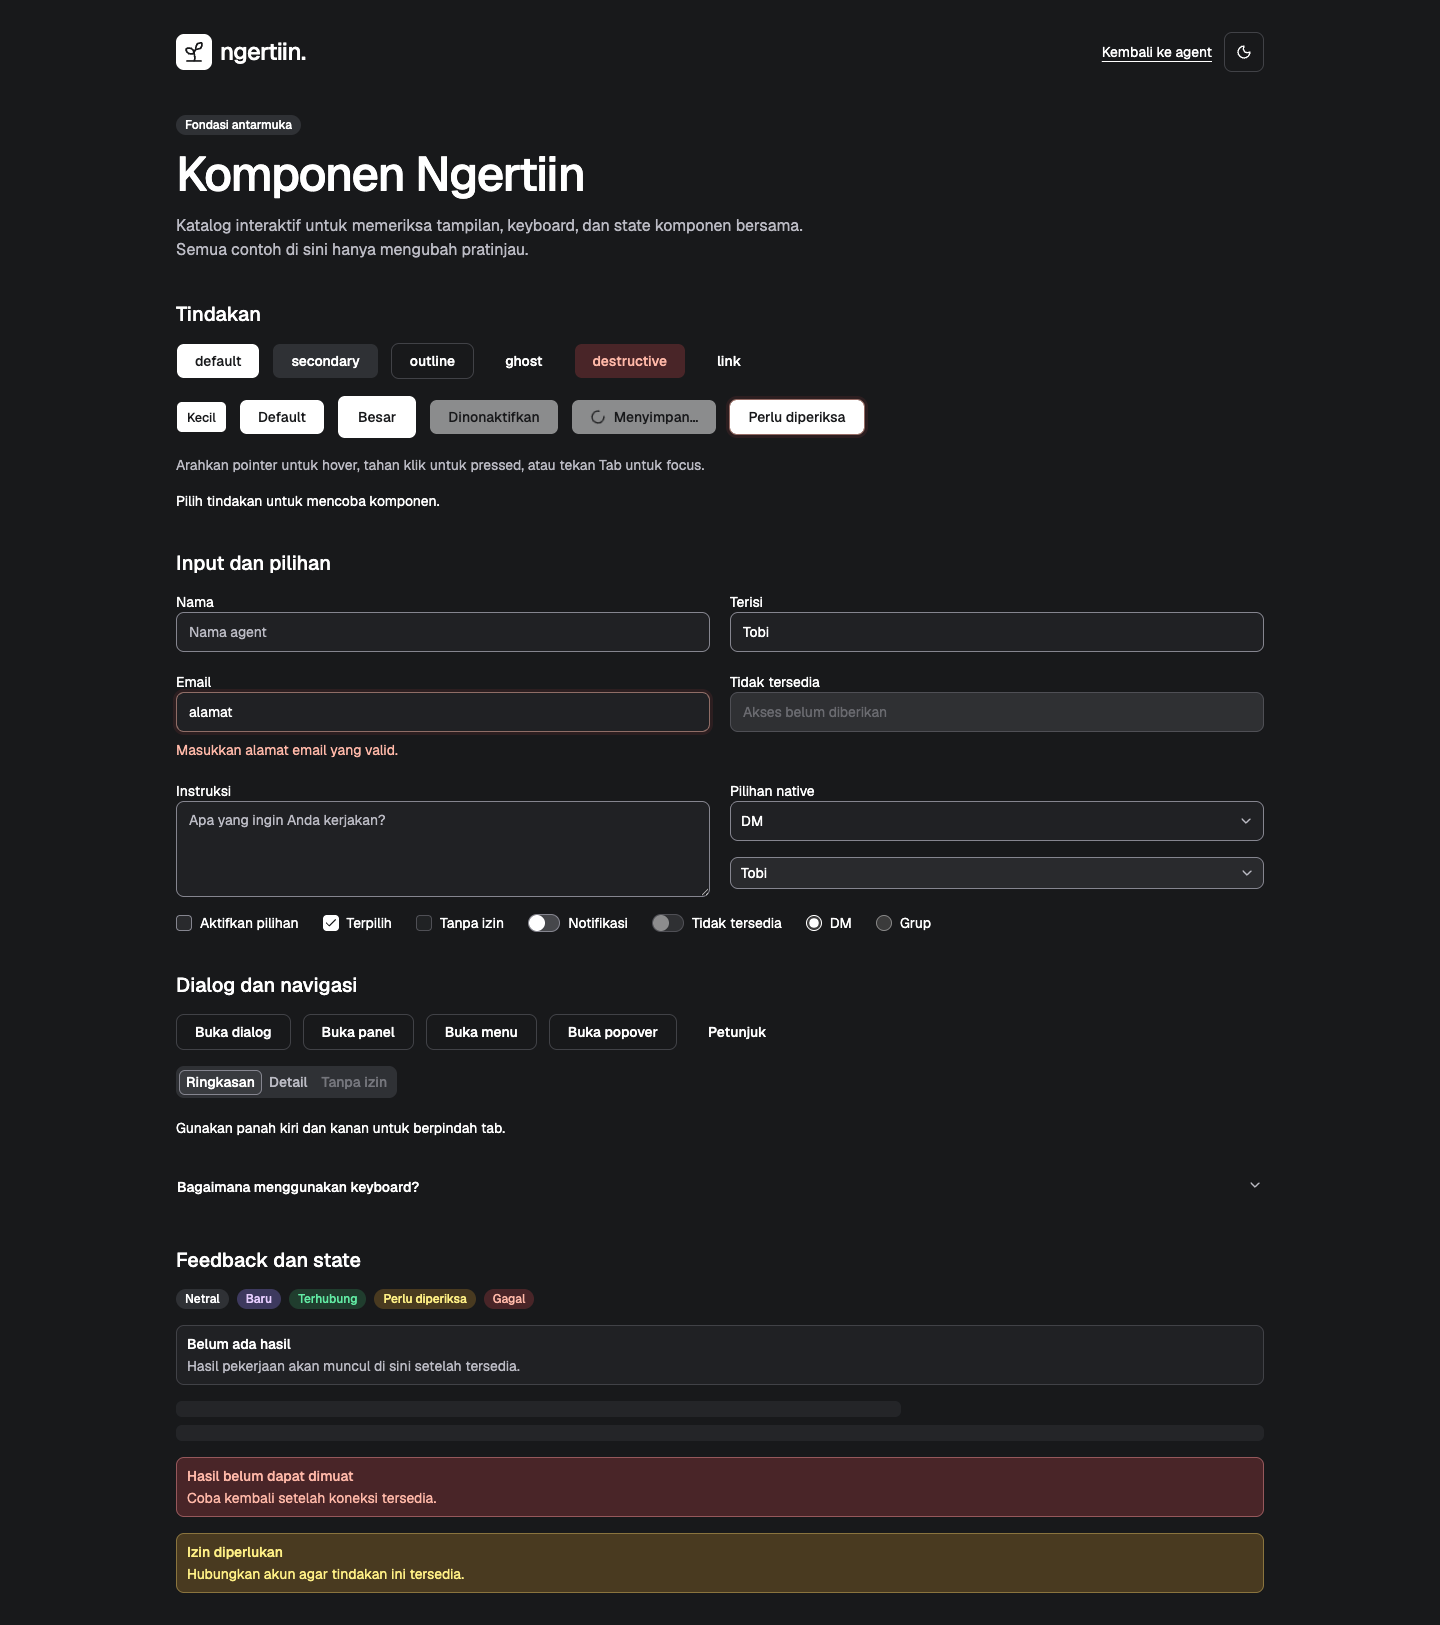 ngertiin.
Kembali ke agent
Fondasi antarmuka
Komponen Ngertiin
Katalog interaktif untuk memeriksa tampilan, keyboard, dan state komponen bersama.
Semua contoh di sini hanya mengubah pratinjau.
Tindakan
default secondary outline ghost destructive link
Kecil Default Besar Dinonaktifkan Menyimpan... Perlu diperiksa
Arahkan pointer untuk hover, tahan klik untuk pressed, atau tekan Tab untuk focus.
Pilih tindakan untuk mencoba komponen.
Input dan pilihan
Nama
Nama agent
Terisi
Tobi
Email
alamat
Masukkan alamat email yang valid.
Tidak tersedia
Akses belum diberikan
Instruksi
Apa yang ingin Anda kerjakan?
Pilihan native
DM
Tobi
Aktifkan pilihan Terpilih Tanpa izin Notifikasi Tidak tersedia DM Grup
Dialog dan navigasi
Buka dialog Buka panel Buka menu Buka popover Petunjuk
Ringkasan Detail Tanpa izin
Gunakan panah kiri dan kanan untuk berpindah tab.
Bagaimana menggunakan keyboard?
Feedback dan state
Netral Baru Terhubung Perlu diperiksa Gagal
Belum ada hasil
Hasil pekerjaan akan muncul di sini setelah tersedia.
Hasil belum dapat dimuat
Coba kembali setelah koneksi tersedia.
Izin diperlukan
Hubungkan akun agar tindakan ini tersedia.